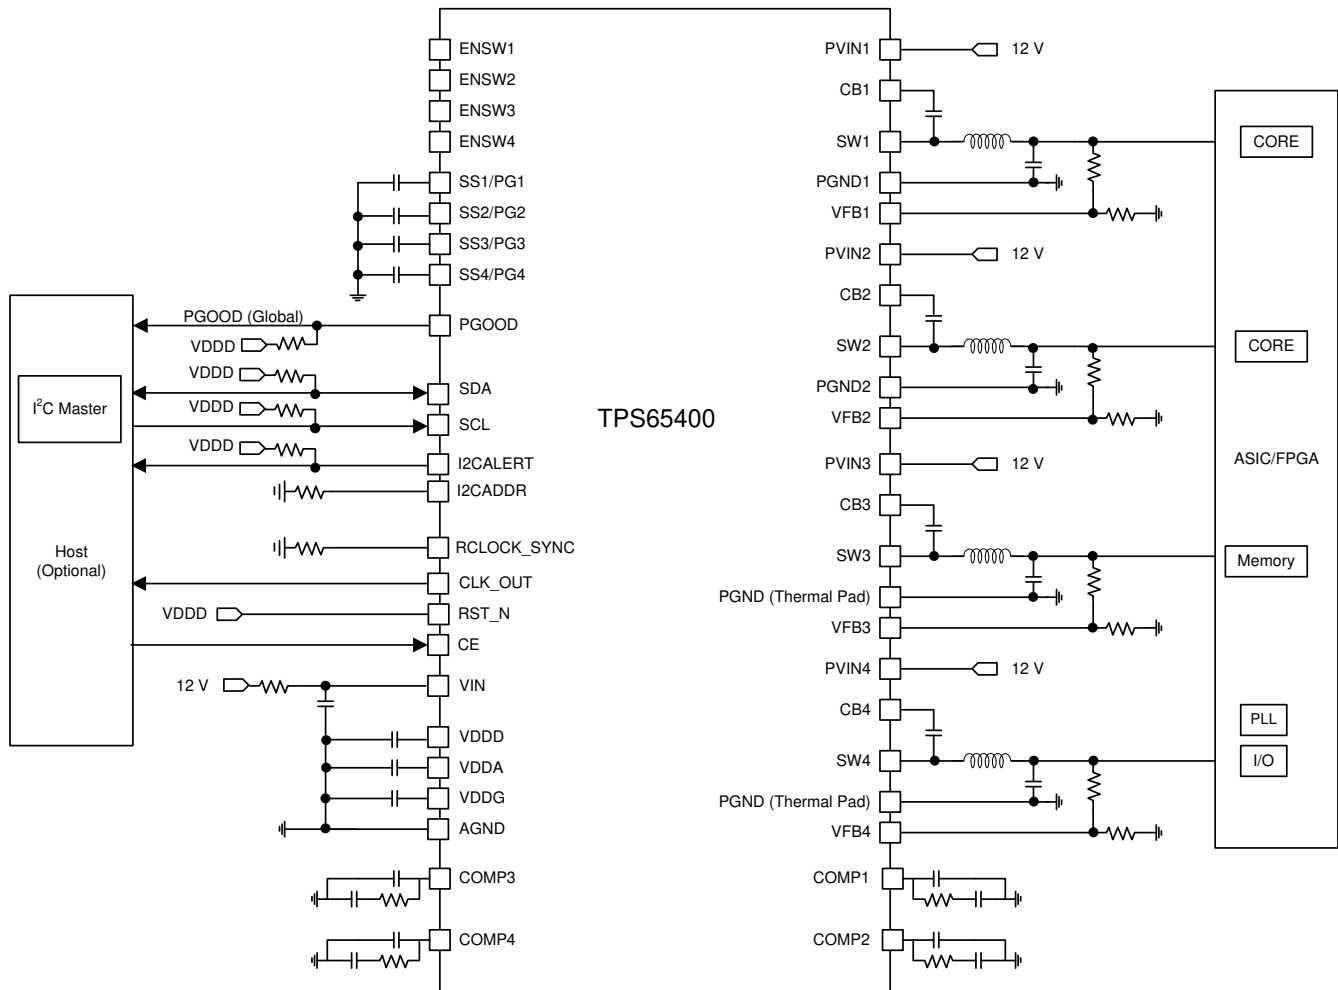 ENSW1
ENSW2
ENSW3
ENSW4
SS1/PG1
SS2/PG2
SS3/PG3
SS4/PG4
PGOOD (Global)
PGOOD
VDDD
VDDD
SDA
I²C Master
VDDD
SCL
VDDD
I2CALERT
I2CADDR
RCLOCK_SYNC
Host
(Optional)
CLK_OUT
VDDD
RST_N
CE
12 V
VIN
VDDD
VDDA
VDDG
AGND
COMP3
COMP4
TPS65400
PVIN1
12 V
CB1
SW1
PGND1
VFB1
PVIN2
12 V
CB2
SW2
PGND2
VFB2
PVIN3
12 V
CB3
SW3
PGND (Thermal Pad)
VFB3
PVIN4
12 V
CB4
SW4
PGND (Thermal Pad)
VFB4
COMP1
COMP2
CORE
CORE
ASIC/FPGA
Memory
PLL
I/O